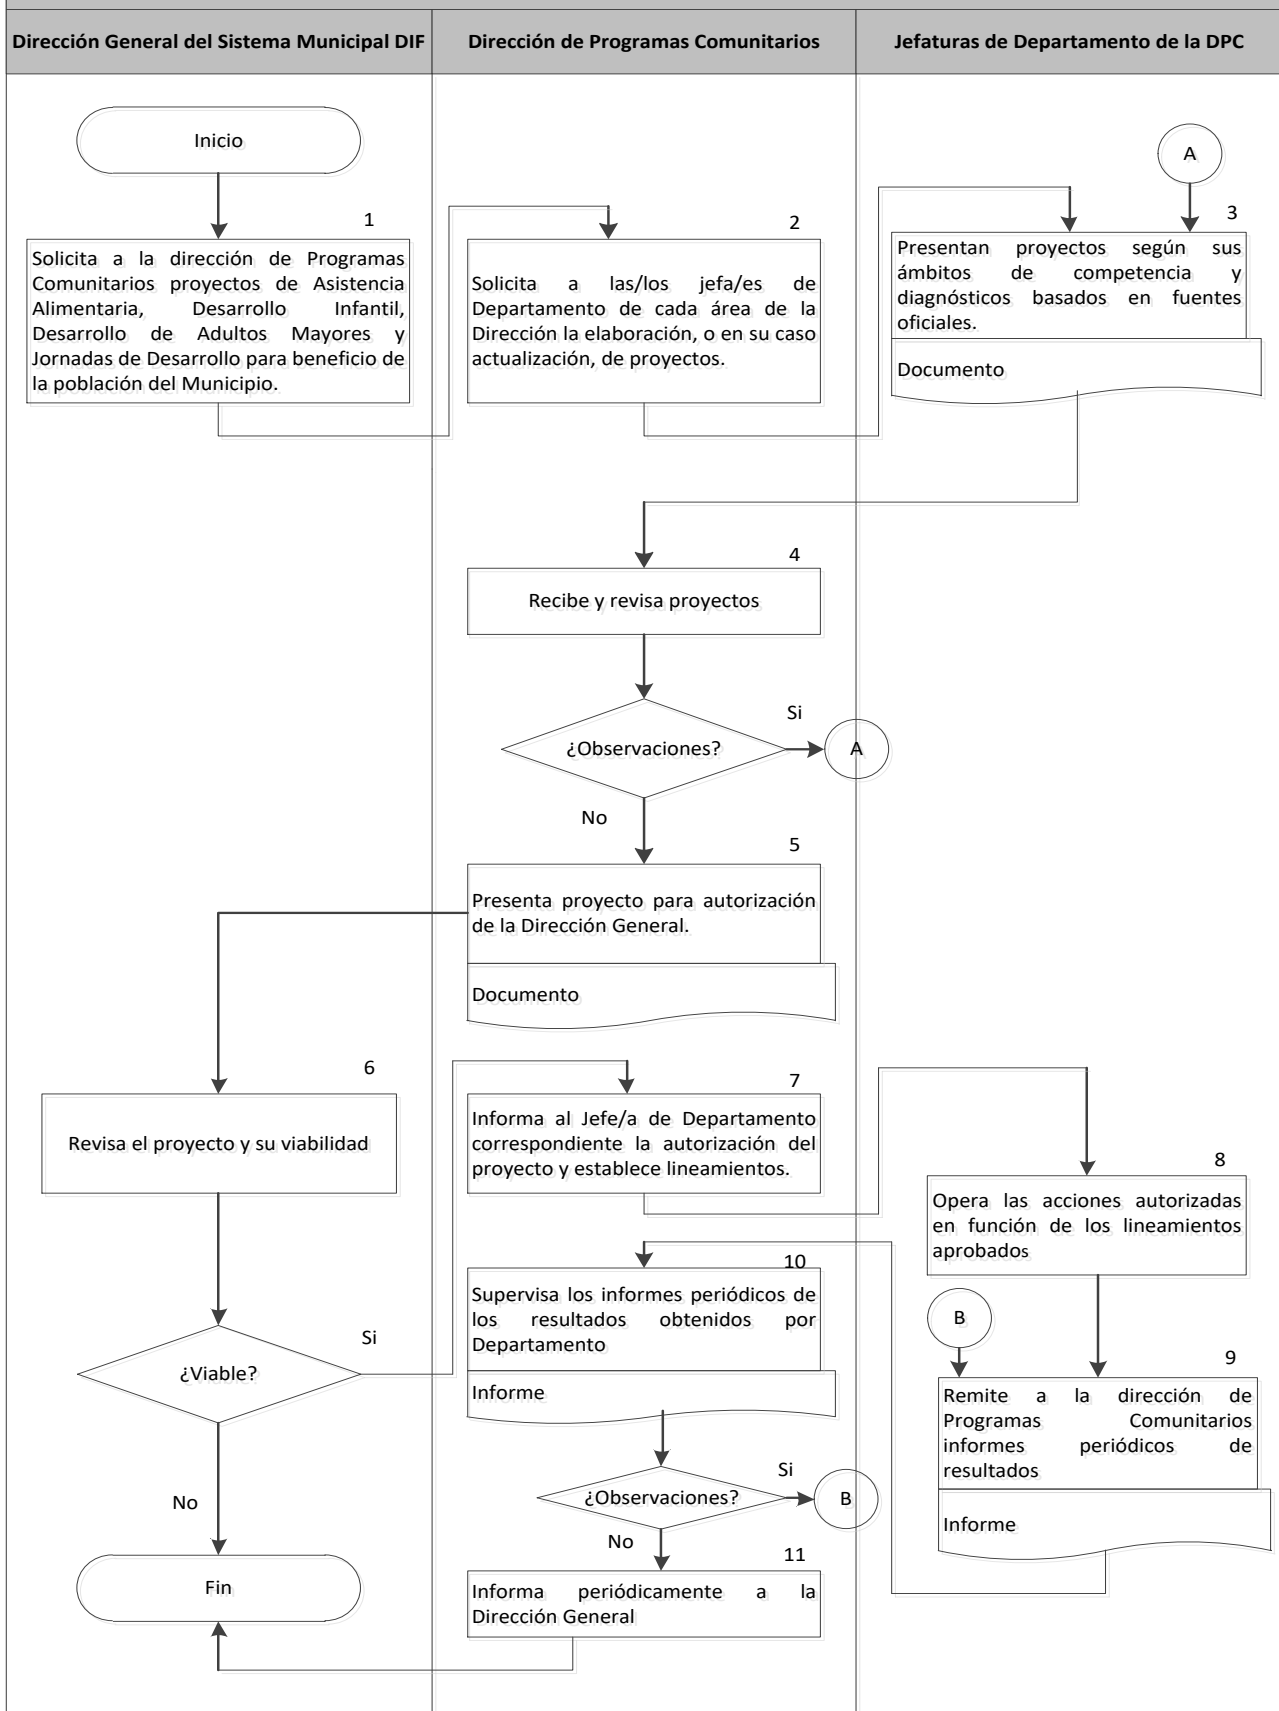 Dirección General del Sistema Municipal DIF
Dirección de Programas Comunitarios
Jefaturas de Departamento de la DPC
Inicio
A
1
Solicita a la dirección de Programas
Comunitarios proyectos de Asistencia
Alimentaria, Desarrollo Infantil,
Desarrollo de Adultos Mayores y
Jornadas de Desarrollo para beneficio de
la población del Municipio.
2
Solicita a las/los jefa/es de
Departamento de cada área de la
Dirección la elaboración, o en su caso
actualización, de proyectos.
3
Presentan proyectos según sus
ámbitos de competencia y
diagnósticos basados en fuentes
oficiales.
Documento
4
Recibe y revisa proyectos
¿Observaciones?
Si
A
No
5
Presenta proyecto para autorización
de la Dirección General.
Documento
6
Revisa el proyecto y su viabilidad
7
Informa al Jefe/a de Departamento
correspondiente la autorización del
proyecto y establece lineamientos.
8
Opera las acciones autorizadas
en función de los lineamientos
aprobados
10
Supervisa los informes periódicos de
los resultados obtenidos por
Departamento
Informe
B
¿Viable?
Si
No
9
Remite a la dirección de
Programas Comunitarios
informes periódicos de
resultados
Informe
¿Observaciones?
Si
B
No
11
Informa periódicamente a la
Dirección General
Fin